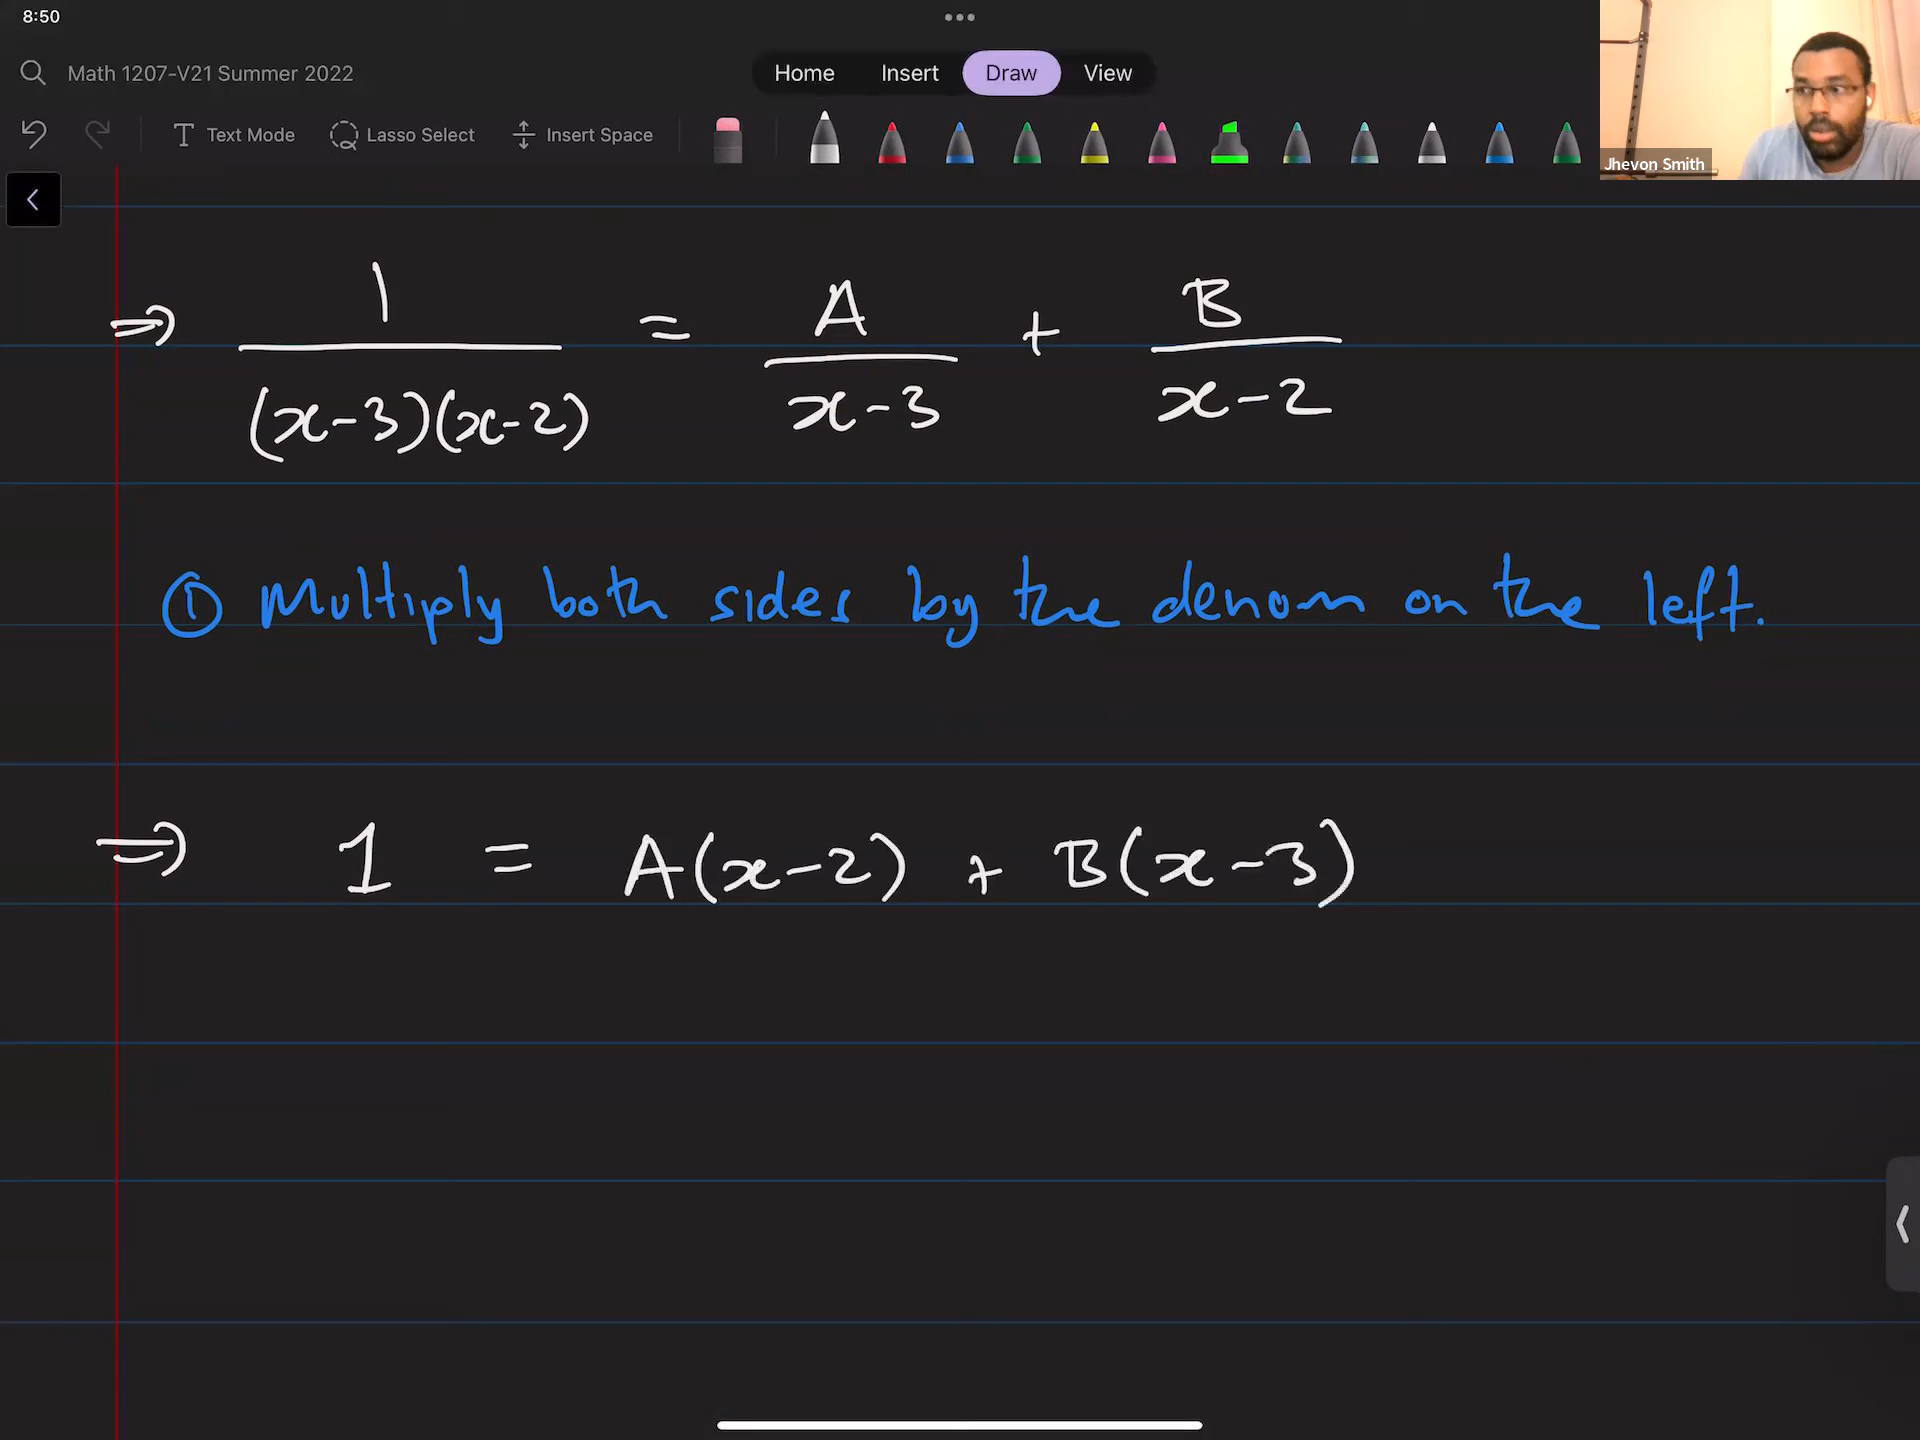 8:50
Math 1207-V21 Summer 2022
Home Insert Draw View
Text Mode Lasso Select Insert Space
Jhevon Smith
⇒ 1/((x-3)(x-2)) = A/(x-3) + B/(x-2)
① Multiply both sides by the denom on the left.
⇒ 1 = A(x-2) + B(x-3)